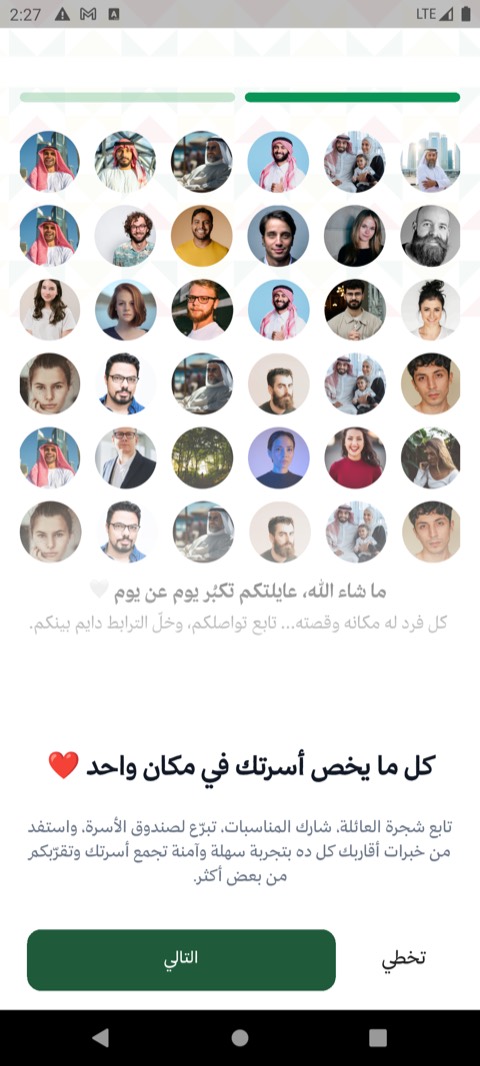 2:27
LTE
ما شاء الله، عايلتكم تكبُر يوم عن يوم 🤍
كل فرد له مكانه وقصته... تابع تواصلكم، وخلّ الترابط دايم بينكم.
كل ما يخص أسرتك في مكان واحد ❤️
تابع شجرة العائلة، شارك المناسبات، تبرّع لصندوق الأسرة، واستفد
من خبرات أقاربك كل ده بتجربة سهلة وآمنة تجمع أسرتك وتقرّبكم
من بعض أكثر.
تخطي
التالي